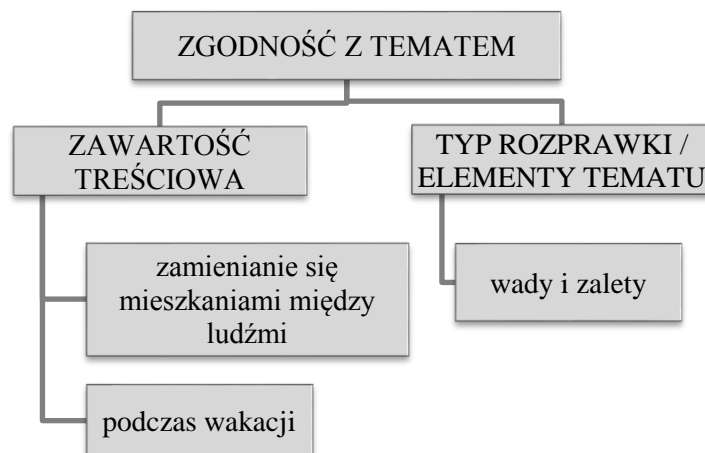 ZGODNOŚĆ Z TEMATEM
ZAWARTOŚĆ
TREŚCIOWA
TYP ROZPRAWKI /
ELEMENTY TEMATU
zamienianie się
mieszkaniami między
ludźmi
wady i zalety
podczas wakacji